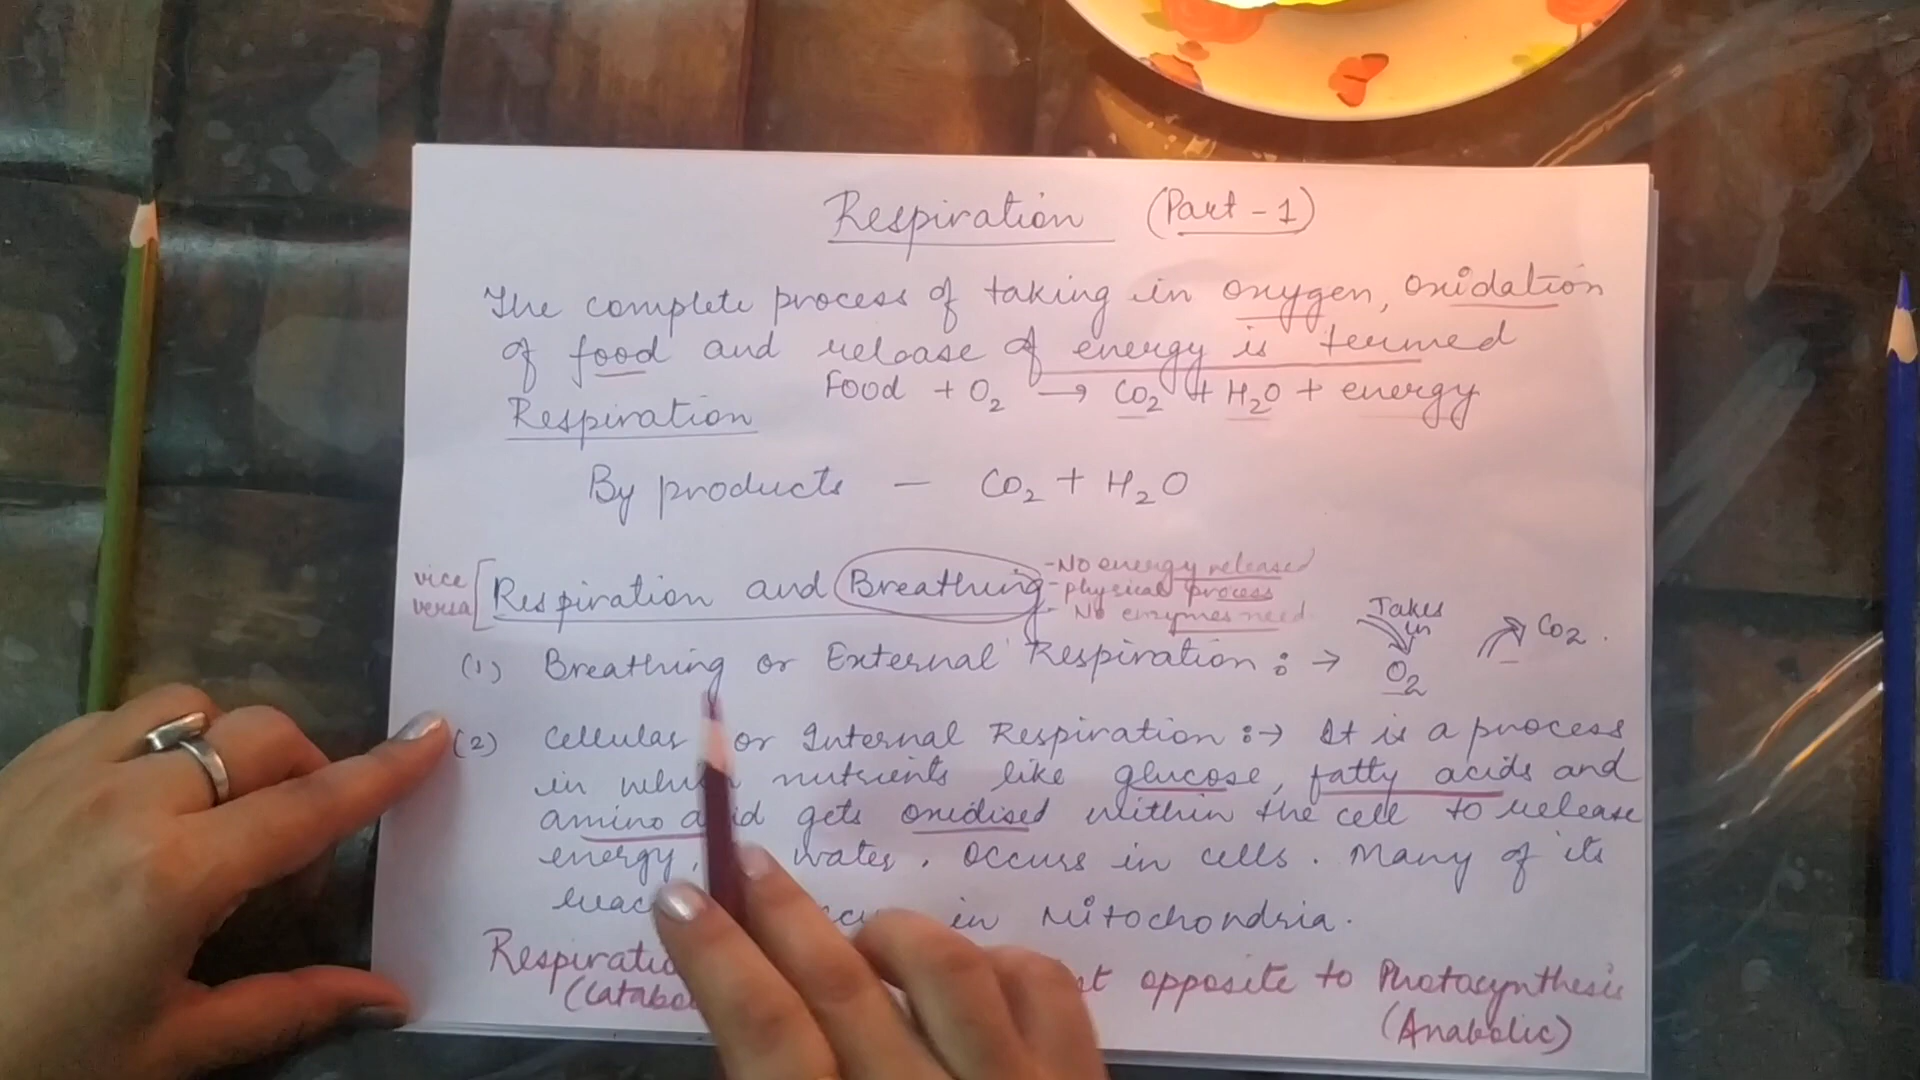 Respiration (Part - 1)
The complete process of taking in oxygen, oxidation
of food and release of energy is termed
Food + O2 → CO2 + H2O + energy
Respiration
By products — CO2 + H2O
vice versa [Respiration and Breathing
- No energy released
- physical process
- No enzymes need
(1) Breathing or External Respiration : → Takes in O2 CO2.
(2) Cellular or Internal Respiration :→ It is a process
in which nutrients like glucose, fatty acids and
amino acid gets oxidised within the cell to release
energy, water. Occurs in cells. Many of its
in Mitochondria.
opposite to Photosynthesis
(Anabolic)